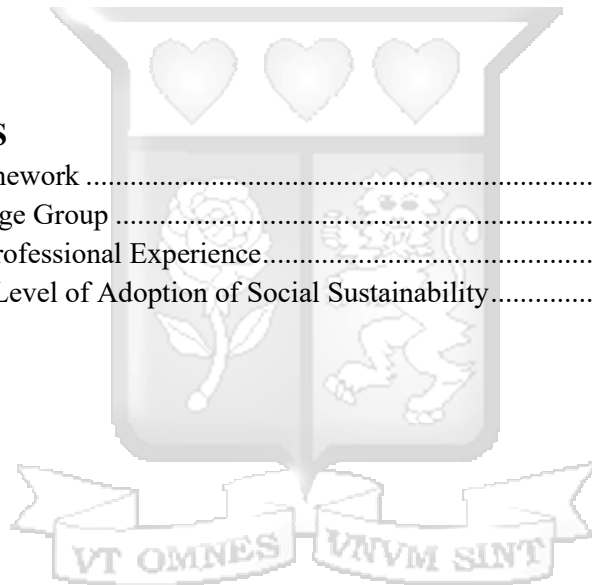 S
nework ..........................................................................
ge Group ......................................................................
rofessional Experience..................................................
Level of Adoption of Social Sustainability..............
VT OMNES VNVM SINT